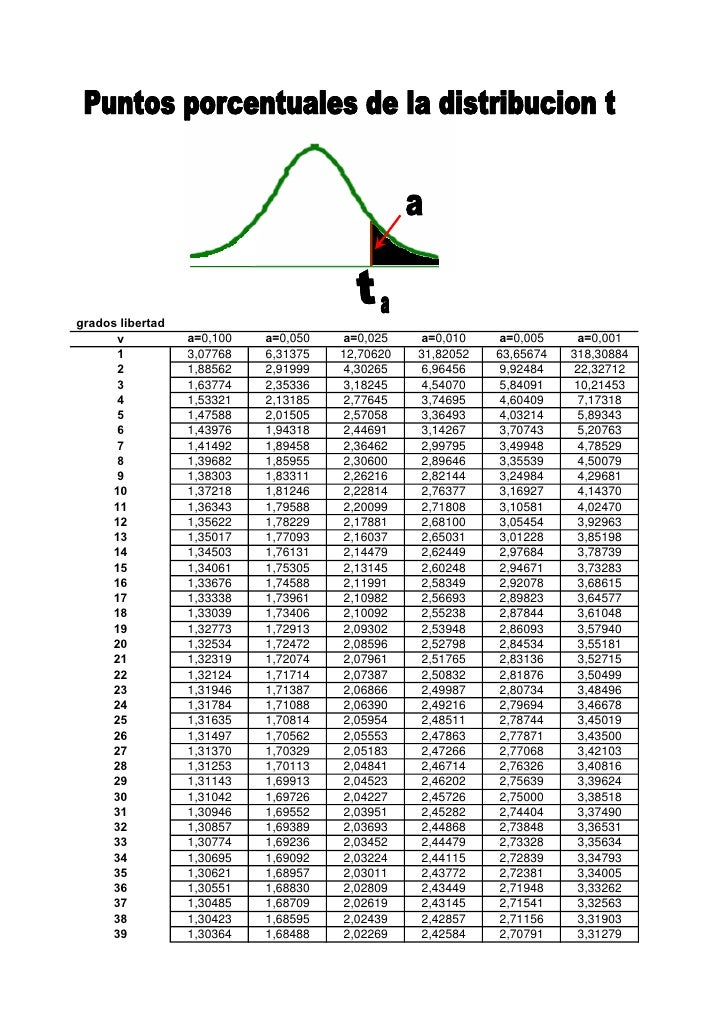 Puntos porcentuales de la distribucion t
a
t a
grados libertad
v a=0,100 a=0,050 a=0,025 a=0,010 a=0,005 a=0,001
1 3,07768 6,31375 12,70620 31,82052 63,65674 318,30884
2 1,88562 2,91999 4,30265 6,96456 9,92484 22,32712
3 1,63774 2,35336 3,18245 4,54070 5,84091 10,21453
4 1,53321 2,13185 2,77645 3,74695 4,60409 7,17318
5 1,47588 2,01505 2,57058 3,36493 4,03214 5,89343
6 1,43976 1,94318 2,44691 3,14267 3,70743 5,20763
7 1,41492 1,89458 2,36462 2,99795 3,49948 4,78529
8 1,39682 1,85955 2,30600 2,89646 3,35539 4,50079
9 1,38303 1,83311 2,26216 2,82144 3,24984 4,29681
10 1,37218 1,81246 2,22814 2,76377 3,16927 4,14370
11 1,36343 1,79588 2,20099 2,71808 3,10581 4,02470
12 1,35622 1,78229 2,17881 2,68100 3,05454 3,92963
13 1,35017 1,77093 2,16037 2,65031 3,01228 3,85198
14 1,34503 1,76131 2,14479 2,62449 2,97684 3,78739
15 1,34061 1,75305 2,13145 2,60248 2,94671 3,73283
16 1,33676 1,74588 2,11991 2,58349 2,92078 3,68615
17 1,33338 1,73961 2,10982 2,56693 2,89823 3,64577
18 1,33039 1,73406 2,10092 2,55238 2,87844 3,61048
19 1,32773 1,72913 2,09302 2,53948 2,86093 3,57940
20 1,32534 1,72472 2,08596 2,52798 2,84534 3,55181
21 1,32319 1,72074 2,07961 2,51765 2,83136 3,52715
22 1,32124 1,71714 2,07387 2,50832 2,81876 3,50499
23 1,31946 1,71387 2,06866 2,49987 2,80734 3,48496
24 1,31784 1,71088 2,06390 2,49216 2,79694 3,46678
25 1,31635 1,70814 2,05954 2,48511 2,78744 3,45019
26 1,31497 1,70562 2,05553 2,47863 2,77871 3,43500
27 1,31370 1,70329 2,05183 2,47266 2,77068 3,42103
28 1,31253 1,70113 2,04841 2,46714 2,76326 3,40816
29 1,31143 1,69913 2,04523 2,46202 2,75639 3,39624
30 1,31042 1,69726 2,04227 2,45726 2,75000 3,38518
31 1,30946 1,69552 2,03951 2,45282 2,74404 3,37490
32 1,30857 1,69389 2,03693 2,44868 2,73848 3,36531
33 1,30774 1,69236 2,03452 2,44479 2,73328 3,35634
34 1,30695 1,69092 2,03224 2,44115 2,72839 3,34793
35 1,30621 1,68957 2,03011 2,43772 2,72381 3,34005
36 1,30551 1,68830 2,02809 2,43449 2,71948 3,33262
37 1,30485 1,68709 2,02619 2,43145 2,71541 3,32563
38 1,30423 1,68595 2,02439 2,42857 2,71156 3,31903
39 1,30364 1,68488 2,02269 2,42584 2,70791 3,31279